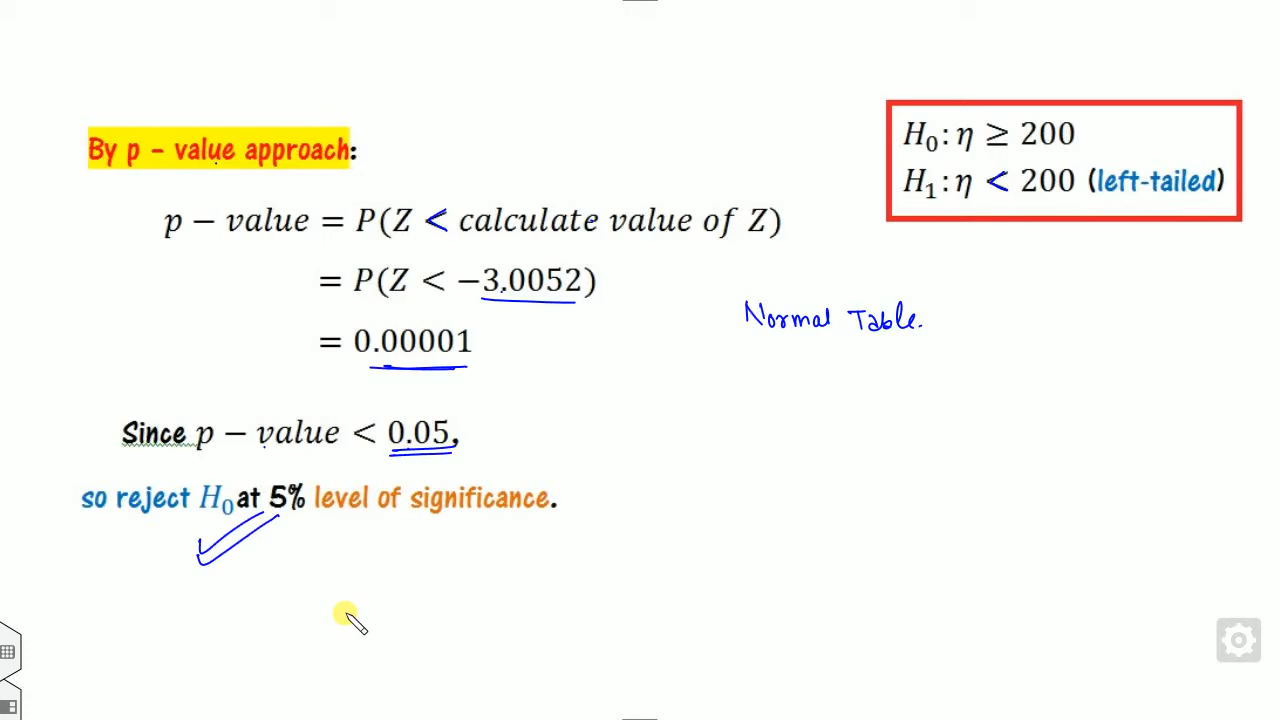 By p – value approach:
H₀: η ≥ 200
H₁: η < 200 (left-tailed)
p − value = P(Z < calculate value of Z)
= P(Z < −3.0052)
= 0.00001
Normal Table.
Since p − value < 0.05,
so reject H₀ at 5% level of significance.